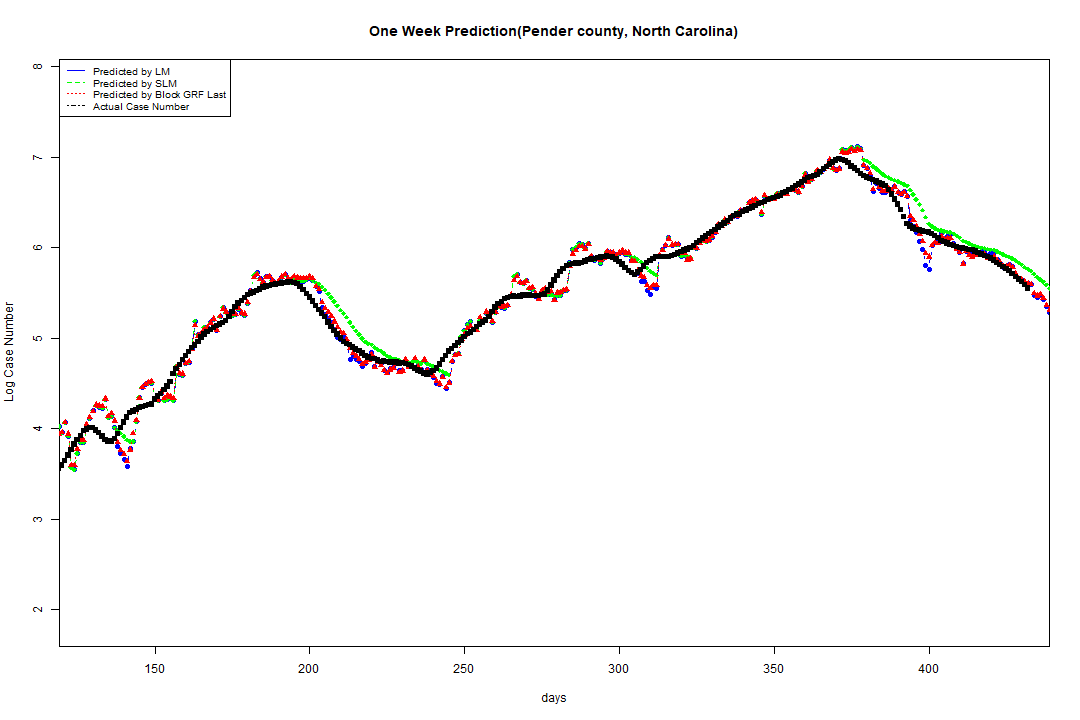 One Week Prediction(Pender county, North Carolina)
Predicted by LM
Predicted by SLM
Predicted by Block GRF Last
Actual Case Number
8
7
6
5
4
3
2
Log Case Number
150 200 250 300 350 400
days